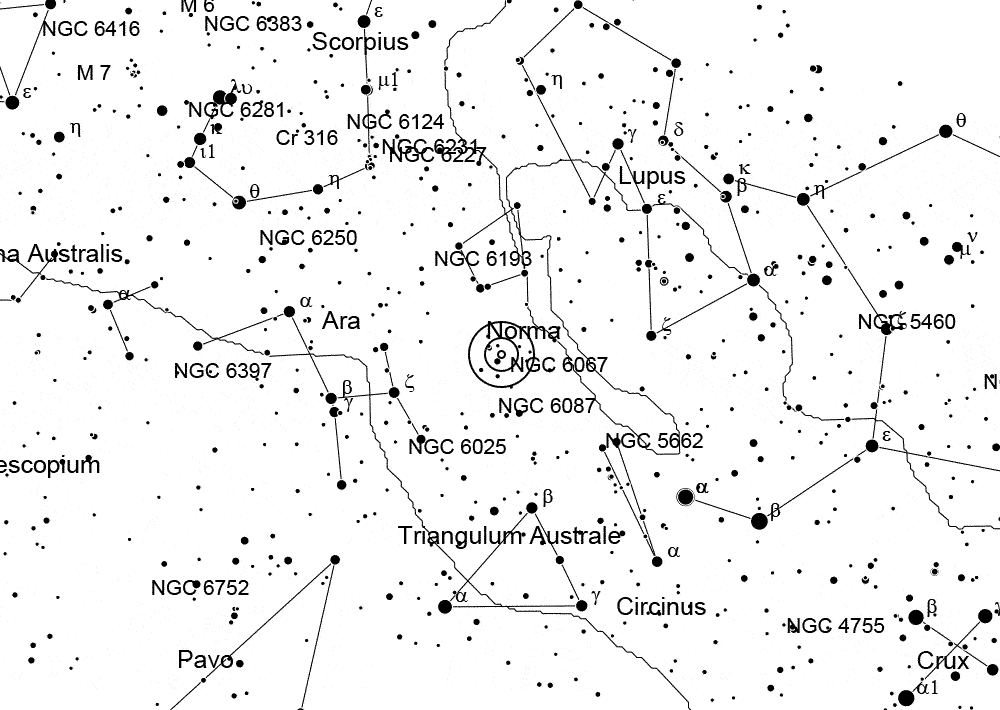 M 6
ε
NGC 6416
NGC 6383
Scorpius
M 7
η
μ1
ε
λυ
NGC 6281
NGC 6124
θ
γ
δ
η
κ
Cr 316
NGC 6231
ι1
NGC 6227
Lupus
κ
β
η
θ
η
ε
NGC 6250
ν
μ
na Australis
NGC 6193
α
α
α
Ara
Norma
ζ
NGC 5460
ζ
NGC 6067
NGC 6397
β
ζ
γ
NGC 6087
NGC 6025
NGC 5662
ε
escopium
α
β
β
Triangulum Australe
α
NGC 6752
α
γ
Circinus
β
NGC 4755
Pavo
Crux
α1